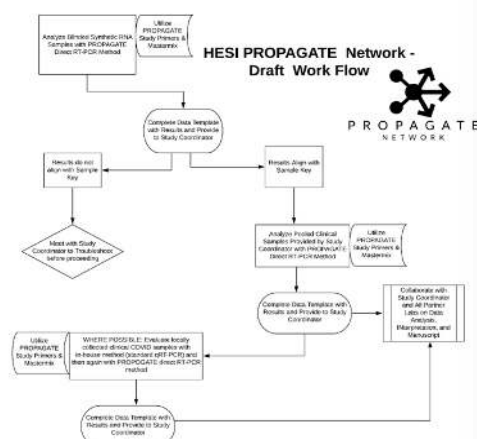 HESI PROPAGATE Network -
Draft Work Flow
PROPAGATE
NETWORK
Analyze Blinded Synthetic RNA
Samples with PROPAGATE
Direct RT-PCR Method
Utilize
PROPAGATE
Study Primers &
Mastermix
Complete Data Template
with Results and Provide
to Study Coordinator
Results do not
align with Sample
Key
Results Align with
Sample Key
Meet with Study
Coordinator to Troubleshoot
before proceeding
Analyze Pooled Clinical
Samples Provided by Study
Coordinator with PROPAGATE
Direct RT-PCR Method
Utilize
PROPAGATE
Study Primers &
Mastermix
Complete Data Template with
Results and Provide to Study
Coordinator
Collaborate with
Study Coordinator
and All Partner
Labs on Data
Analysis,
Interpretation, and
Manuscript
Utilize
PROPAGATE
Study Primers &
Mastermix
WHERE POSSIBLE: Evaluate locally
collected clinical COVID samples with
in-house method (standard qRT-PCR) and
then again with PROPOGATE direct RT-PCR
method
Complete Data Template with
Results and Provide to Study
Coordinator